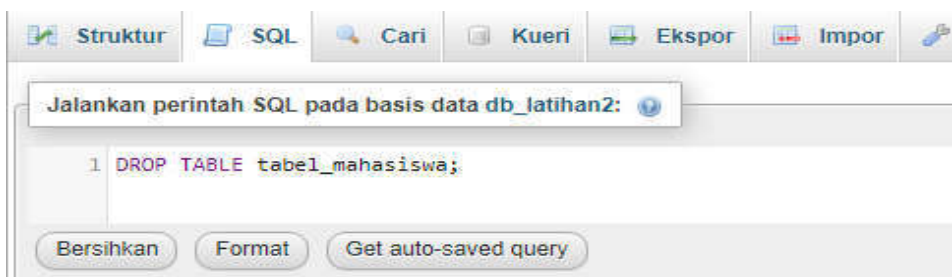 Struktur SQL Cari Kueri Ekspor Impor
Jalankan perintah SQL pada basis data db_latihan2:
1 DROP TABLE tabel_mahasiswa;
Bersihkan Format Get auto-saved query